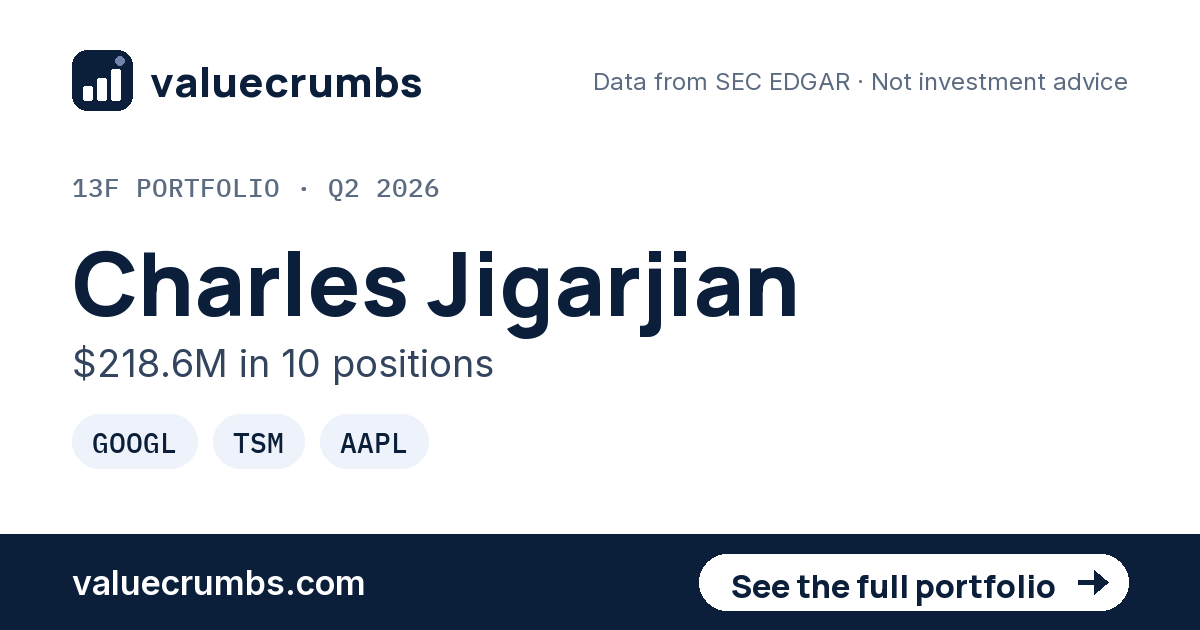 valuecrumbs
Data from SEC EDGAR · Not investment advice
13F PORTFOLIO · Q2 2026
Charles Jigarjian
$218.6M in 10 positions
GOOGL TSM AAPL
valuecrumbs.com
See the full portfolio →